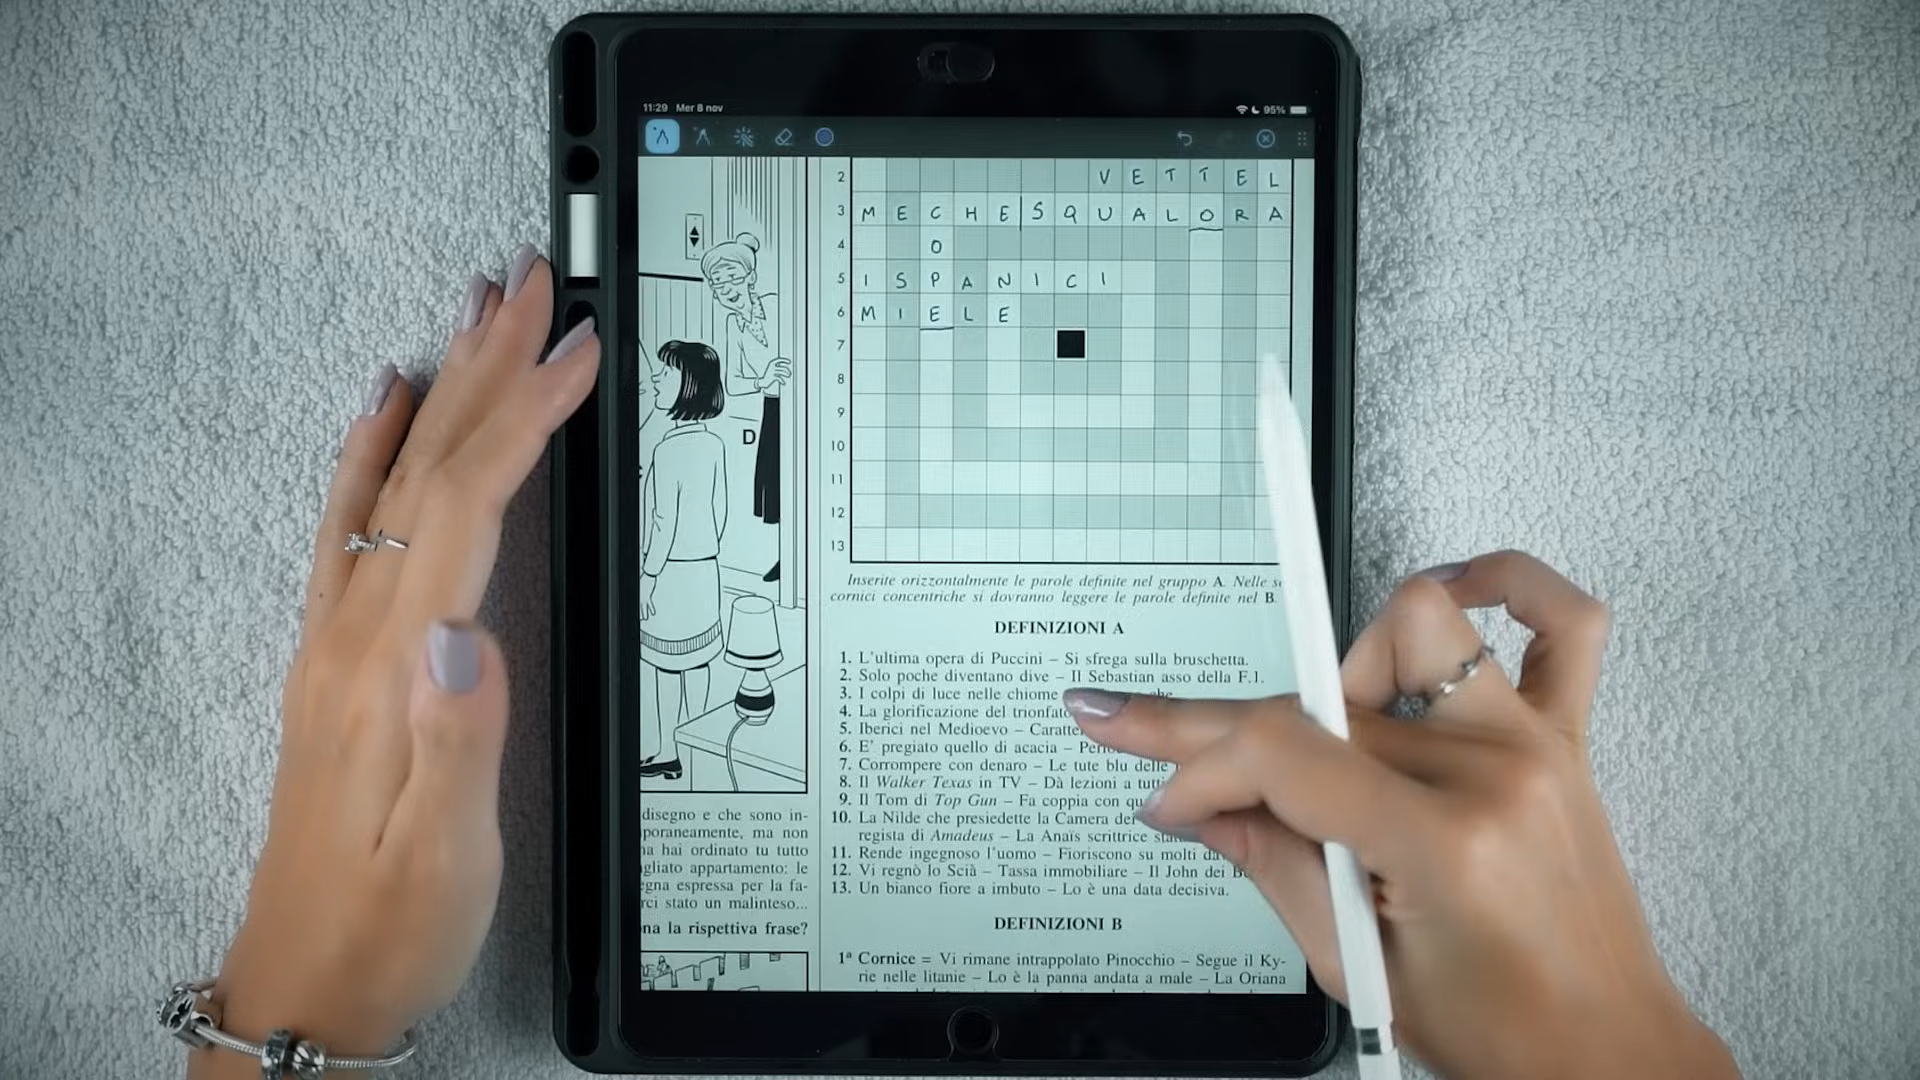 11:29 Mer 8 nov
95%
2 V E T T E L
3 M E C H E S Q U A L O R A
4 O
5 I S P A N I C I
6 M I E L E
7
8
9
10
11
12
13
D
Inserite orizzontalmente le parole definite nel gruppo A. Nelle
cornici concentriche si dovranno leggere le parole definite nel B.
DEFINIZIONI A
1. L'ultima opera di Puccini – Si sfrega sulla bruschetta.
2. Solo poche diventano dive – Il Sebastian asso della F.1.
3. I colpi di luce nelle chiome che
4. La glorificazione del
5. Iberici nel Medioevo –
6. E' pregiato quello di acacia –
7. Corrompere con denaro – Le tute blu delle
8. Il Walker Texas in TV – Dà lezioni a
9. Il Tom di Top Gun – Fa coppia con
10. La Nilde che presiedette la Camera dei
regista di Amadeus – La Anaïs scrittrice
11. Rende ingegnoso l'uomo – Fioriscono su molti
12. Vi regnò lo Scià – Tassa immobiliare – Il John dei
13. Un bianco fiore a imbuto – Lo è una data decisiva.
DEFINIZIONI B
1ª Cornice = Vi rimane intrappolato Pinocchio – Segue il Ky-
rie nelle litanie – Lo è la panna andata a male – La Oriana
disegno e che sono in-
poraneamente, ma non
ha hai ordinato tu tutto
gliato appartamento: le
egna espressa per la fa-
rci stato un malinteso...
na la rispettiva frase?